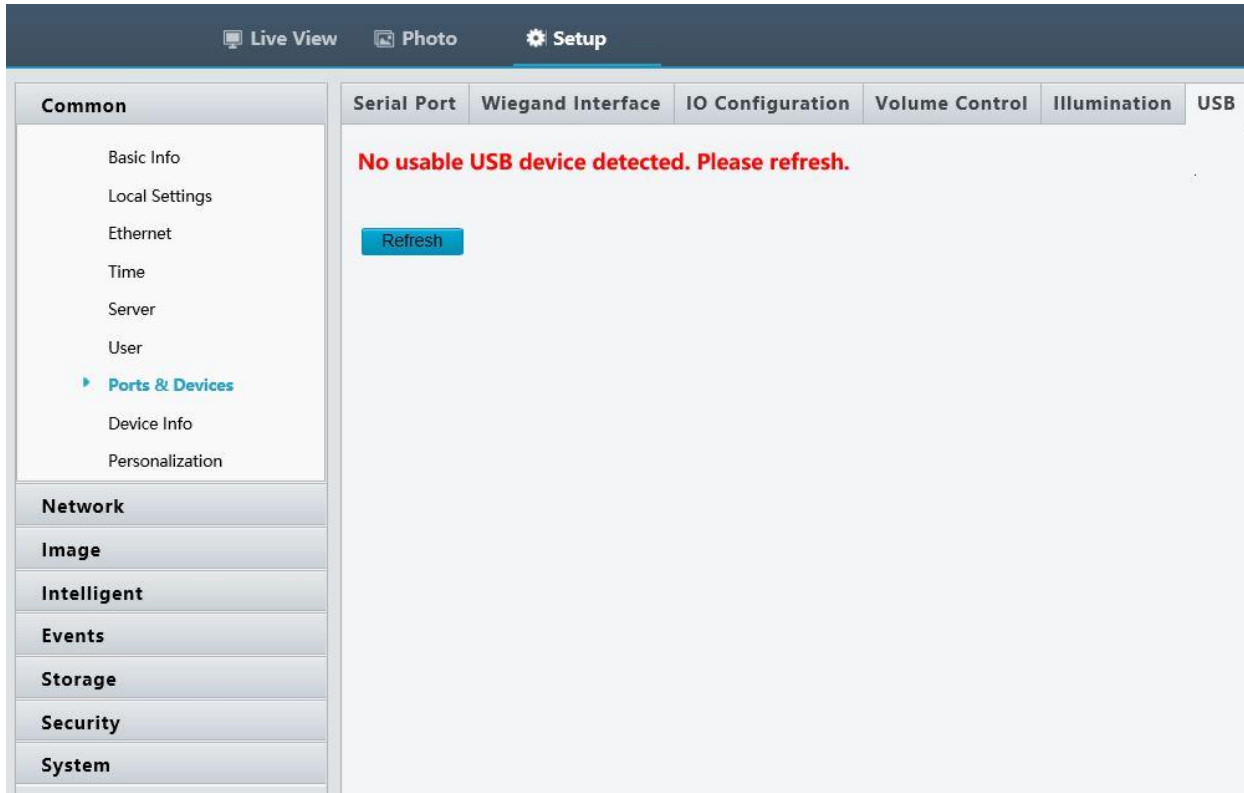 Live View Photo Setup
Common
Basic Info
Local Settings
Ethernet
Time
Server
User
Ports & Devices
Device Info
Personalization
Network
Image
Intelligent
Events
Storage
Security
System
Serial Port Wiegand Interface IO Configuration Volume Control Illumination USB
No usable USB device detected. Please refresh.
Refresh